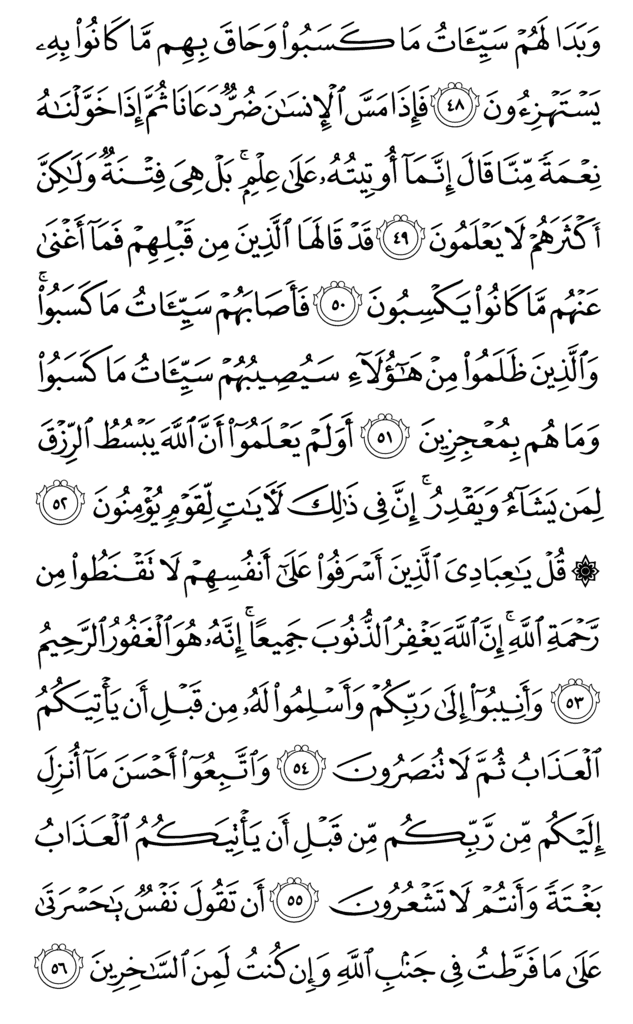 وَبَدَا لَهُمْ سَيِّـَٔاتُ مَا كَسَبُوا۟ وَحَاقَ بِهِم مَّا كَانُوا۟ بِهِۦ
يَسْتَهْزِءُونَ ٤٨ فَإِذَا مَسَّ ٱلْإِنسَـٰنَ ضُرٌّ دَعَانَا ثُمَّ إِذَا خَوَّلْنَـٰهُ
نِعْمَةً مِّنَّا قَالَ إِنَّمَآ أُوتِيتُهُۥ عَلَىٰ عِلْمٍۭ ۚ بَلْ هِىَ فِتْنَةٌ وَلَـٰكِنَّ
أَكْثَرَهُمْ لَا يَعْلَمُونَ ٤٩ قَدْ قَالَهَا ٱلَّذِينَ مِن قَبْلِهِمْ فَمَآ أَغْنَىٰ
عَنْهُم مَّا كَانُوا۟ يَكْسِبُونَ ٥٠ فَأَصَابَهُمْ سَيِّـَٔاتُ مَا كَسَبُوا۟ ۚ
وَٱلَّذِينَ ظَلَمُوا۟ مِنْ هَـٰٓؤُلَآءِ سَيُصِيبُهُمْ سَيِّـَٔاتُ مَا كَسَبُوا۟
وَمَا هُم بِمُعْجِزِينَ ٥١ أَوَلَمْ يَعْلَمُوٓا۟ أَنَّ ٱللَّهَ يَبْسُطُ ٱلرِّزْقَ
لِمَن يَشَآءُ وَيَقْدِرُ ۚ إِنَّ فِى ذَٰلِكَ لَـَٔايَـٰتٍ لِّقَوْمٍ يُؤْمِنُونَ ٥٢
۞ قُلْ يَـٰعِبَادِىَ ٱلَّذِينَ أَسْرَفُوا۟ عَلَىٰٓ أَنفُسِهِمْ لَا تَقْنَطُوا۟ مِن
رَّحْمَةِ ٱللَّهِ ۚ إِنَّ ٱللَّهَ يَغْفِرُ ٱلذُّنُوبَ جَمِيعًا ۚ إِنَّهُۥ هُوَ ٱلْغَفُورُ ٱلرَّحِيمُ
٥٣ وَأَنِيبُوٓا۟ إِلَىٰ رَبِّكُمْ وَأَسْلِمُوا۟ لَهُۥ مِن قَبْلِ أَن يَأْتِيَكُمُ
ٱلْعَذَابُ ثُمَّ لَا تُنصَرُونَ ٥٤ وَٱتَّبِعُوٓا۟ أَحْسَنَ مَآ أُنزِلَ
إِلَيْكُم مِّن رَّبِّكُم مِّن قَبْلِ أَن يَأْتِيَكُمُ ٱلْعَذَابُ
بَغْتَةً وَأَنتُمْ لَا تَشْعُرُونَ ٥٥ أَن تَقُولَ نَفْسٌ يَـٰحَسْرَتَىٰ
عَلَىٰ مَا فَرَّطتُ فِى جَنۢبِ ٱللَّهِ وَإِن كُنتُ لَمِنَ ٱلسَّـٰخِرِينَ ٥٦